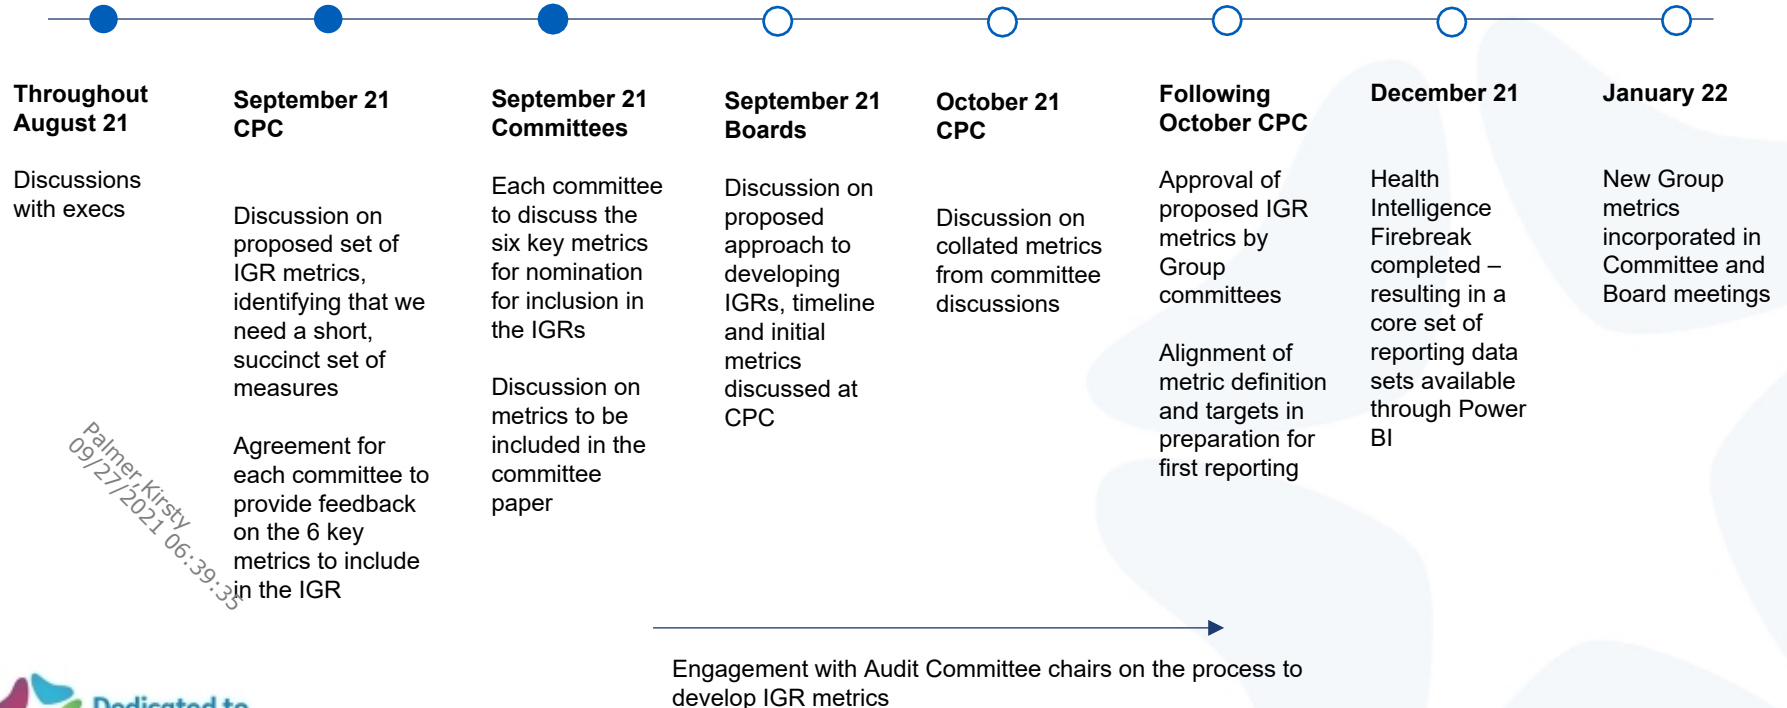 Throughout
August 21
Discussions
with execs
September 21
CPC
Discussion on
proposed set of
IGR metrics,
identifying that we
need a short,
succinct set of
measures
Agreement for
each committee to
provide feedback
on the 6 key
metrics to include
in the IGR
September 21
Committees
Each committee
to discuss the
six key metrics
for nomination
for inclusion in
the IGRs
Discussion on
metrics to be
included in the
committee
paper
September 21
Boards
Discussion on
proposed
approach to
developing
IGRs, timeline
and initial
metrics
discussed at
CPC
October 21
CPC
Discussion on
collated metrics
from committee
discussions
Following
October CPC
Approval of
proposed IGR
metrics by
Group
committees
Alignment of
metric definition
and targets in
preparation for
first reporting
December 21
Health
Intelligence
Firebreak
completed –
resulting in a
core set of
reporting data
sets available
through Power
BI
January 22
New Group
metrics
incorporated in
Committee and
Board meetings
Palmer,Kirsty
09/27/2021 06:39:35
Engagement with Audit Committee chairs on the process to
develop IGR metrics
Dedicated to